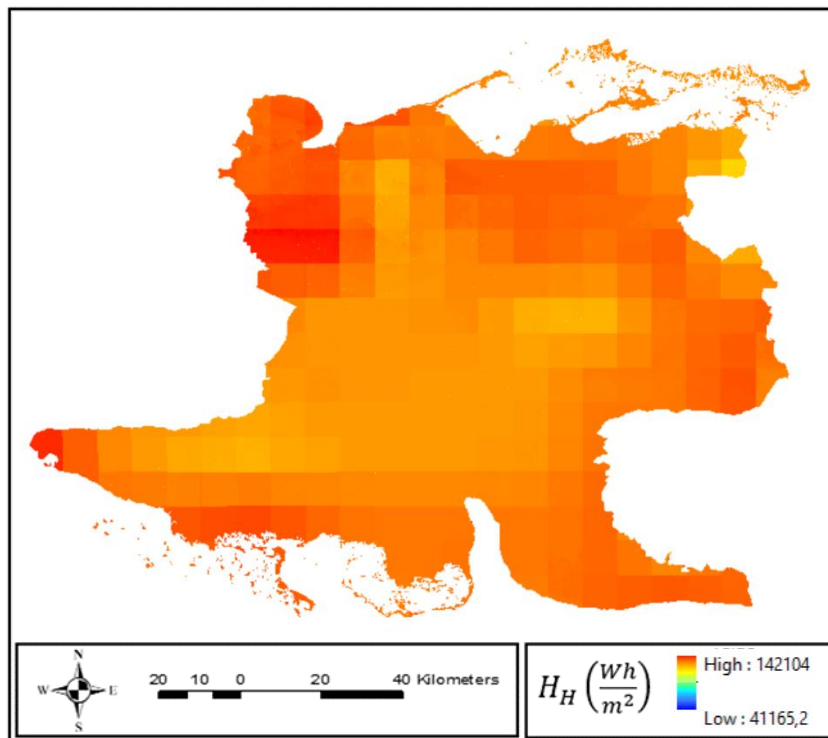 N
W E
S
20 10 0 20 40 Kilometers
H_H (Wh/m²)
High : 142104
Low : 41165,2